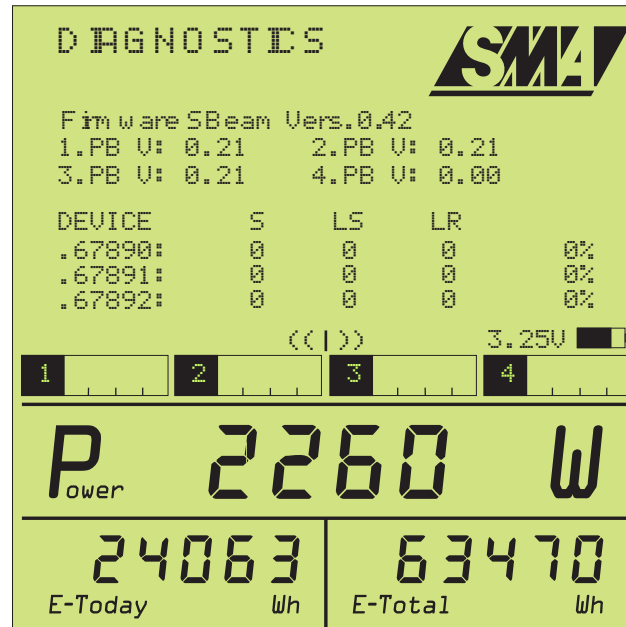 DIAGNOSTICS SMA
Firmware SBeam Vers.0.42
1.PB V: 0.21 2.PB V: 0.21
3.PB V: 0.21 4.PB V: 0.00
DEVICE S LS LR
.67890: 0 0 0 0%
.67891: 0 0 0 0%
.67892: 0 0 0 0%
((|)) 3.25V
1 2 3 4
Power 2260 W
24063 63470
E-Today Wh E-Total Wh